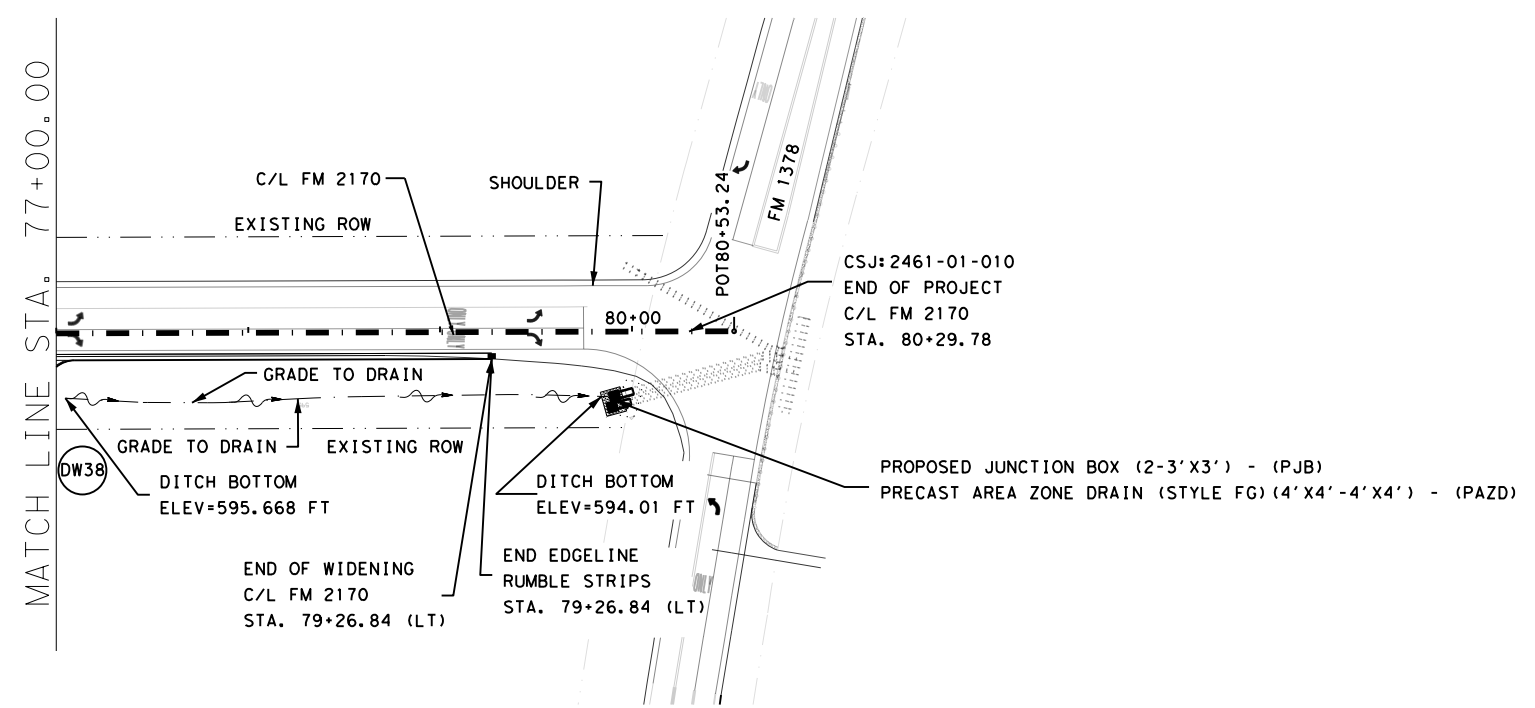 MATCH LINE STA. 77+00.00
C/L FM 2170
SHOULDER
EXISTING ROW
POT80+53.24
FM 1378
CSJ:2461-01-010
END OF PROJECT
C/L FM 2170
STA. 80+29.78
80+00
GRADE TO DRAIN
GRADE TO DRAIN
EXISTING ROW
DW38
DITCH BOTTOM
ELEV=595.668 FT
DITCH BOTTOM
ELEV=594.01 FT
PROPOSED JUNCTION BOX (2-3'X3') - (PJB)
PRECAST AREA ZONE DRAIN (STYLE FG)(4'X4'-4'X4') - (PAZD)
END OF WIDENING
C/L FM 2170
STA. 79+26.84 (LT)
END EDGELINE
RUMBLE STRIPS
STA. 79+26.84 (LT)